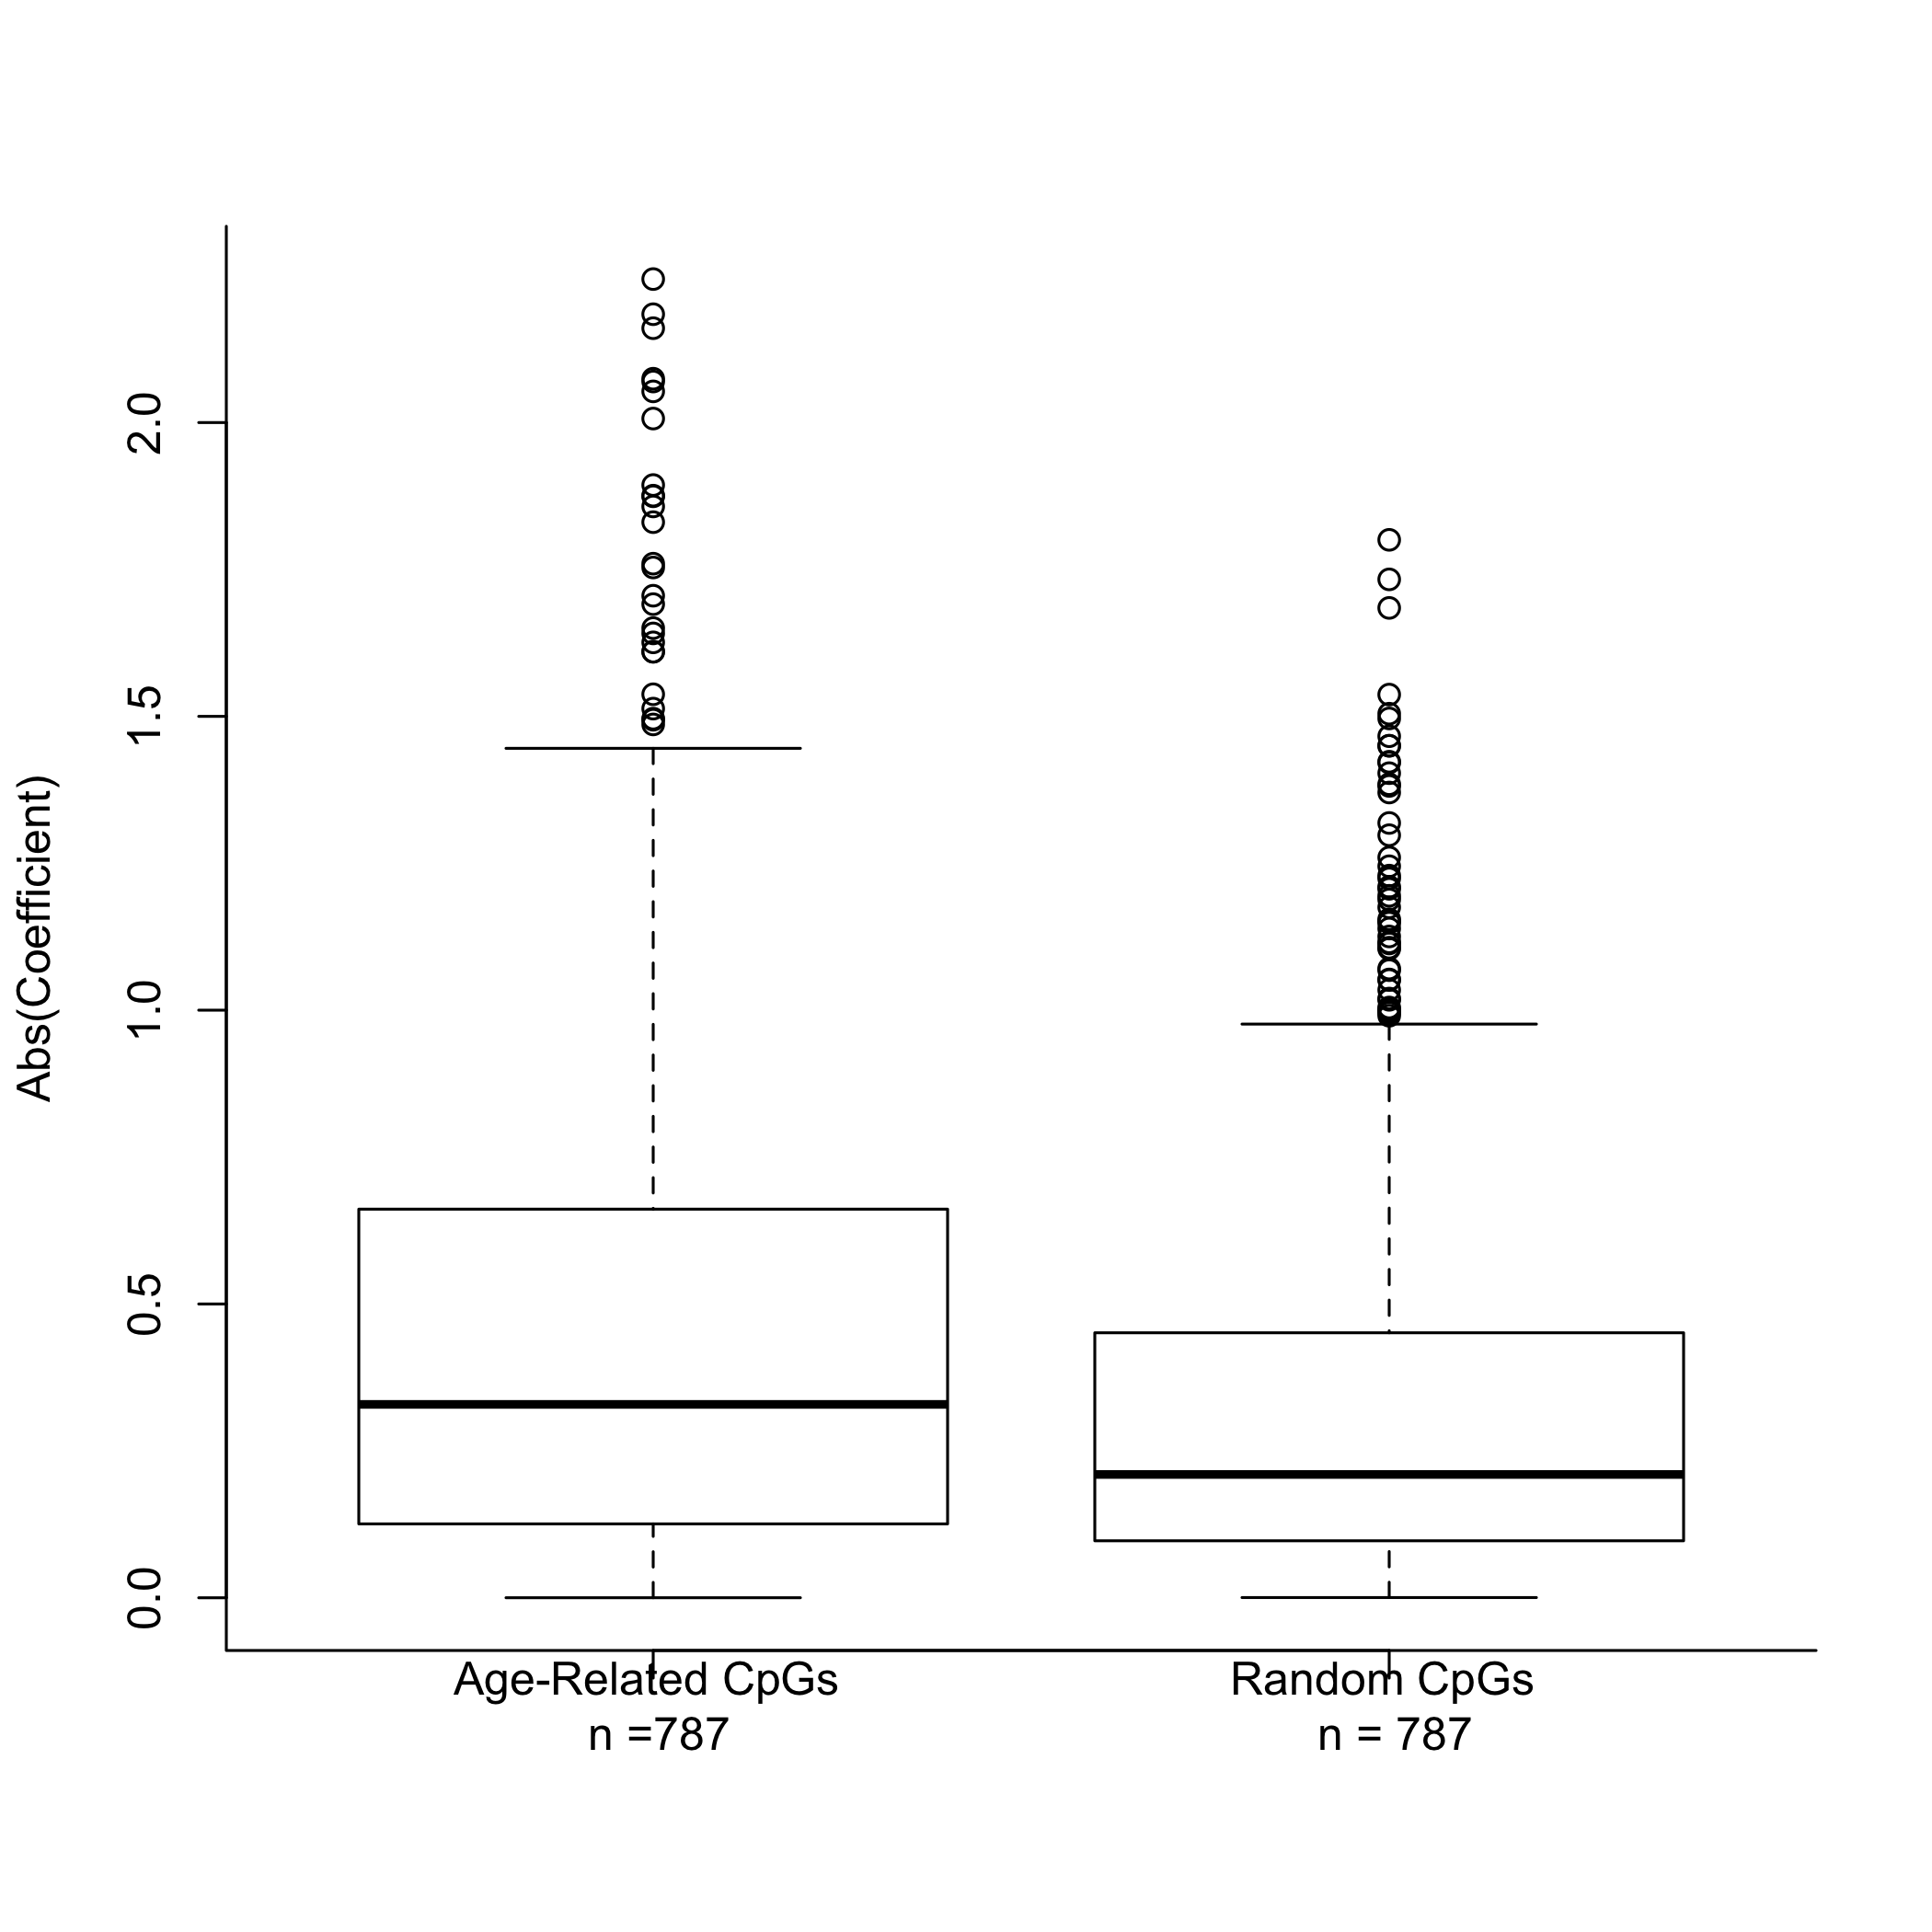 Abs(Coefficient)
2.0
1.5
1.0
0.5
0.0
Age-Related CpGs
n =787
Random CpGs
n = 787